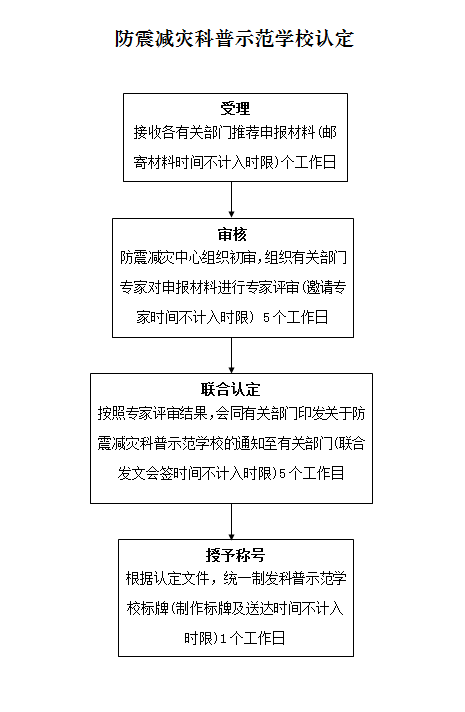 防震减灾科普示范学校认定
受理
接收各有关部门推荐申报材料(邮
寄材料时间不计入时限)个工作日
审核
防震减灾中心组织初审,组织有关部门
专家对申报材料进行专家评审(邀请专
家时间不计入时限) 5个工作日
联合认定
按照专家评审结果,会同有关部门印发关于防
震减灾科普示范学校的通知至有关部门(联合
发文会签时间不计入时限)5个工作日
授予称号
根据认定文件，统一制发科普示范学
校标牌(制作标牌及送达时间不计入
时限)1个工作日